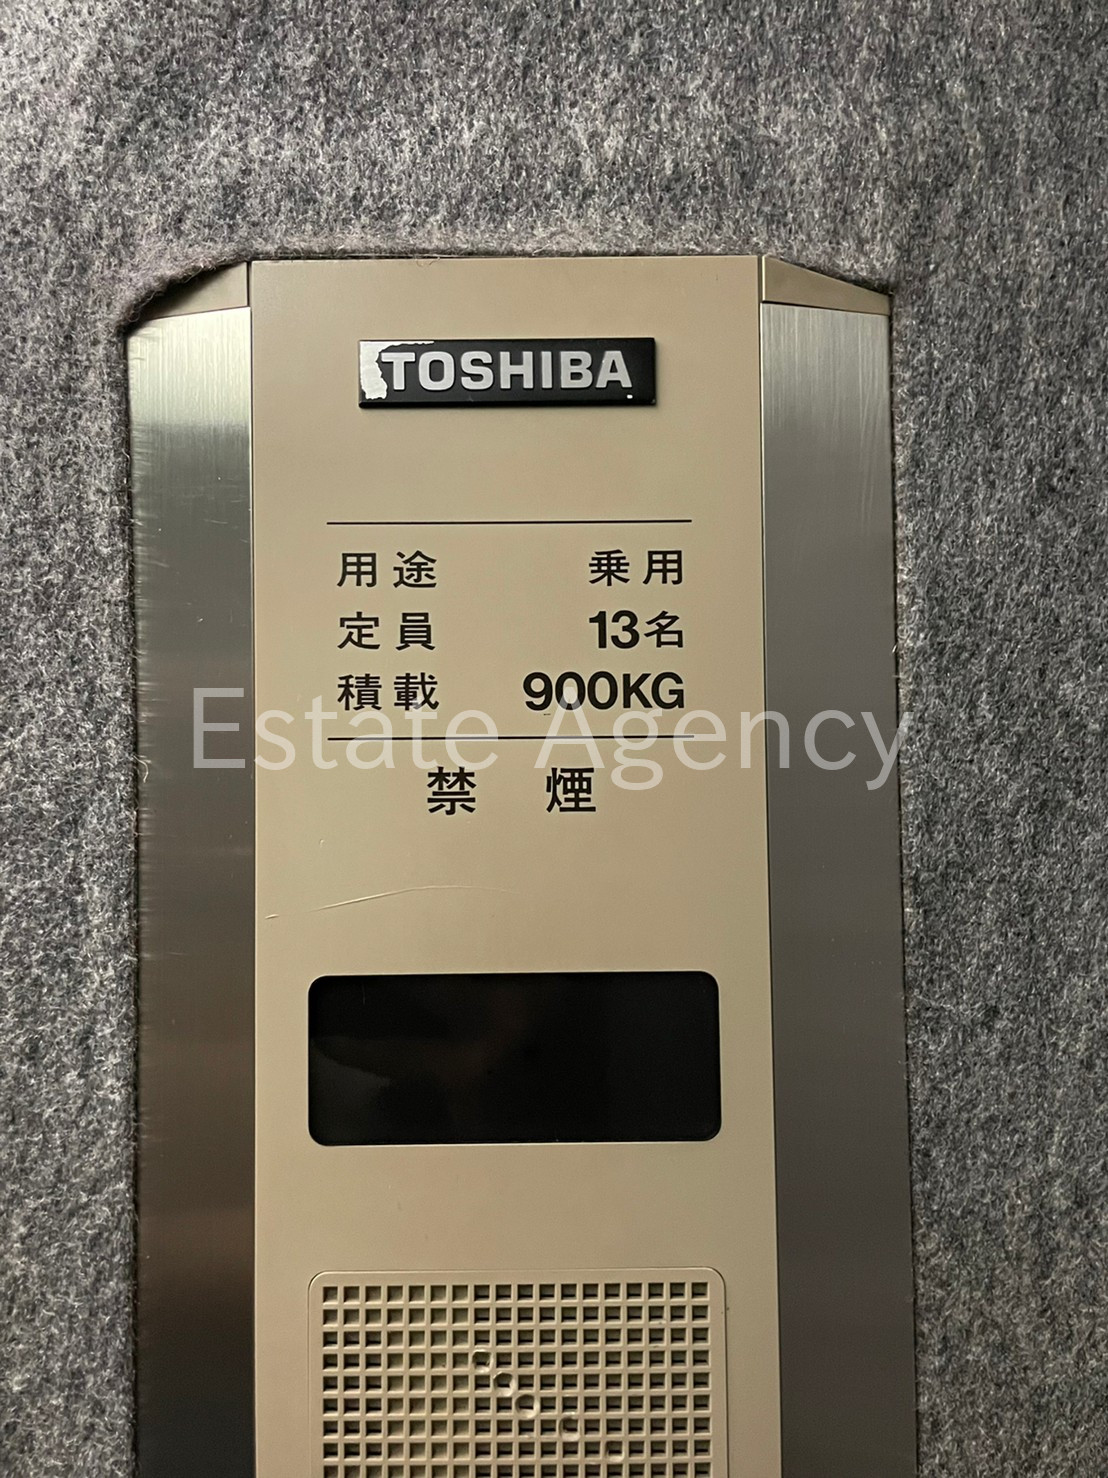 TOSHIBA
用途 乗用
定員 13名
積載 900KG
Estate Agency
禁煙